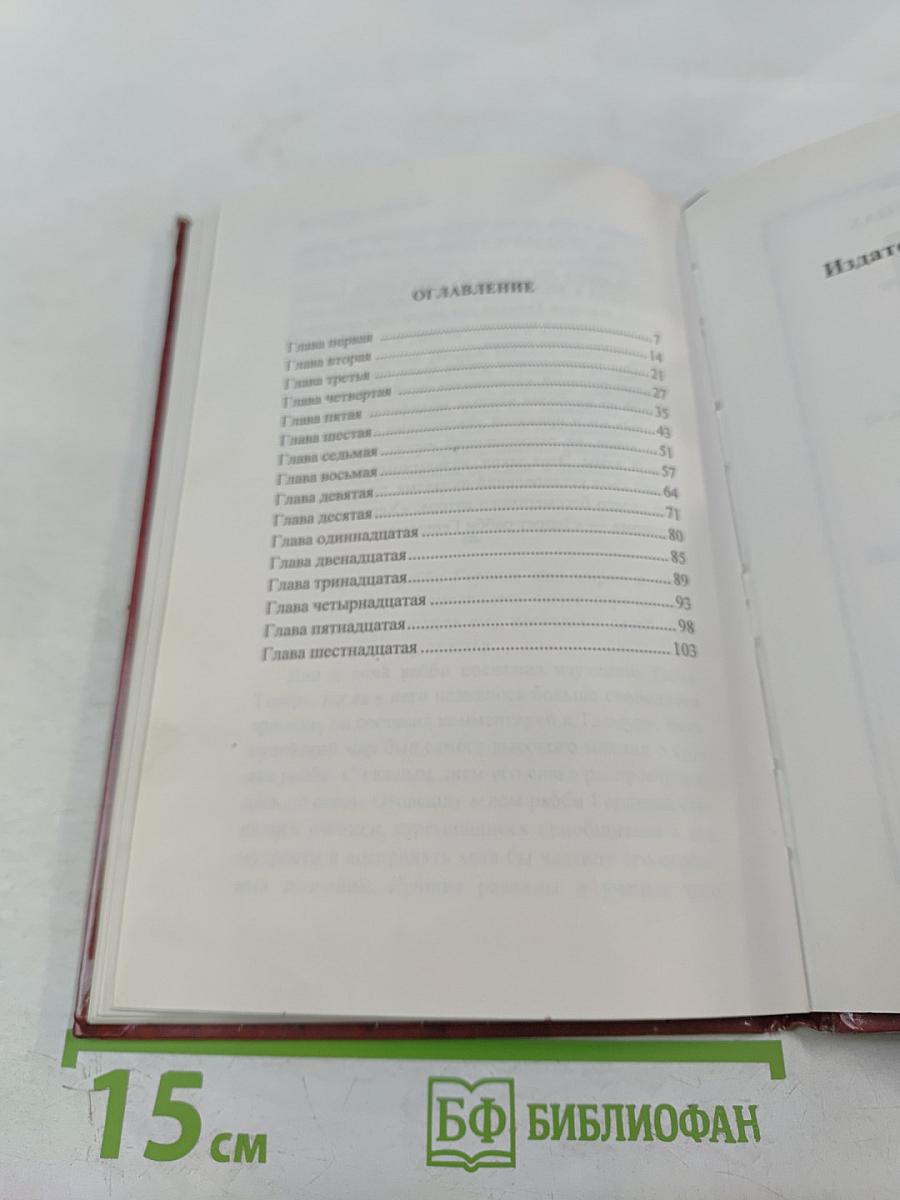 ОГЛАВЛЕНИЕ
Глава первая ........ 7
Глава вторая ........ 14
Глава третья ........ 21
Глава четвертая ........ 27
Глава пятая ........ 35
Глава шестая ........ 43
Глава седьмая ........ 51
Глава восьмая ........ 57
Глава девятая ........ 64
Глава десятая ........ 71
Глава одиннадцатая ........ 80
Глава двенадцатая ........ 85
Глава тринадцатая ........ 89
Глава четырнадцатая ........ 93
Глава пятнадцатая ........ 98
Глава шестнадцатая ........ 103
Издате
15 см
БФ БИБЛИОФАН